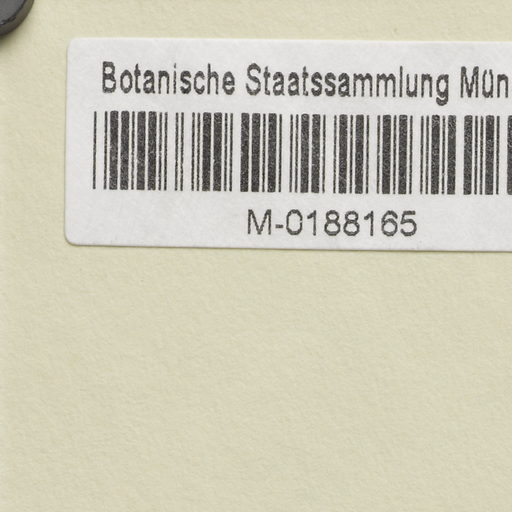 Botanische Staatssammlung Mün
M-0188165